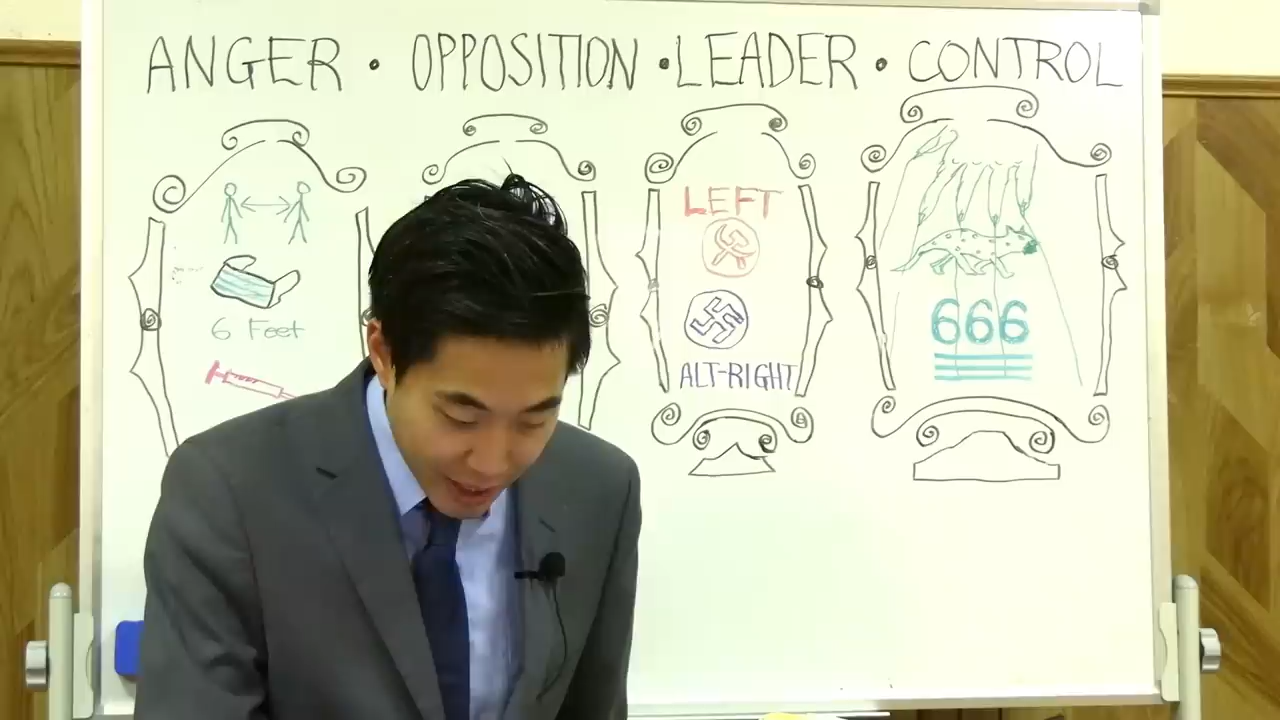 ANGER • OPPOSITION • LEADER • CONTROL
6 Feet
LEFT
ALT-RIGHT
666